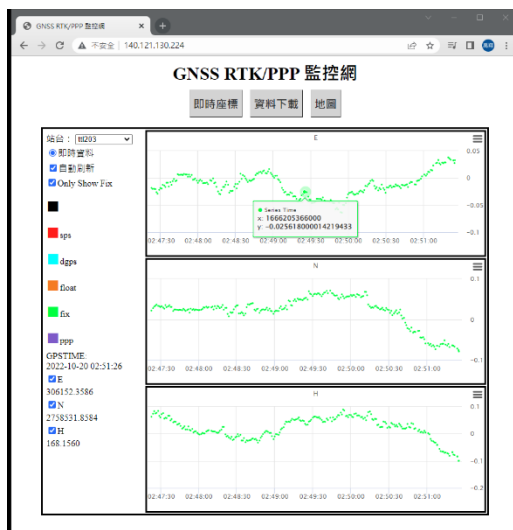 GNSS RTK/PPP 監控網
不安全 | 140.121.130.224
GNSS RTK/PPP 監控網
即時座標 資料下載 地圖
站台：
即時資料
自動刷新
Only Show Fix
sps
dgps
float
fix
ppp
GPSTIME:
2022-10-20 02:51:26
E
306152.3586
N
2758531.8584
H
168.1560
E
0.05
0
-0.05
-0.1
Series Time
x: 1666205366000
y: -0.025618000014219433
02:47:30 02:48:00 02:48:30 02:49:00 02:49:30 02:50:00 02:50:30 02:51:00
N
0.1
0
-0.1
02:47:30 02:48:00 02:48:30 02:49:00 02:49:30 02:50:00 02:50:30 02:51:00
H
0.1
0
-0.1
-0.2
02:47:30 02:48:00 02:48:30 02:49:00 02:49:30 02:50:00 02:50:30 02:51:00